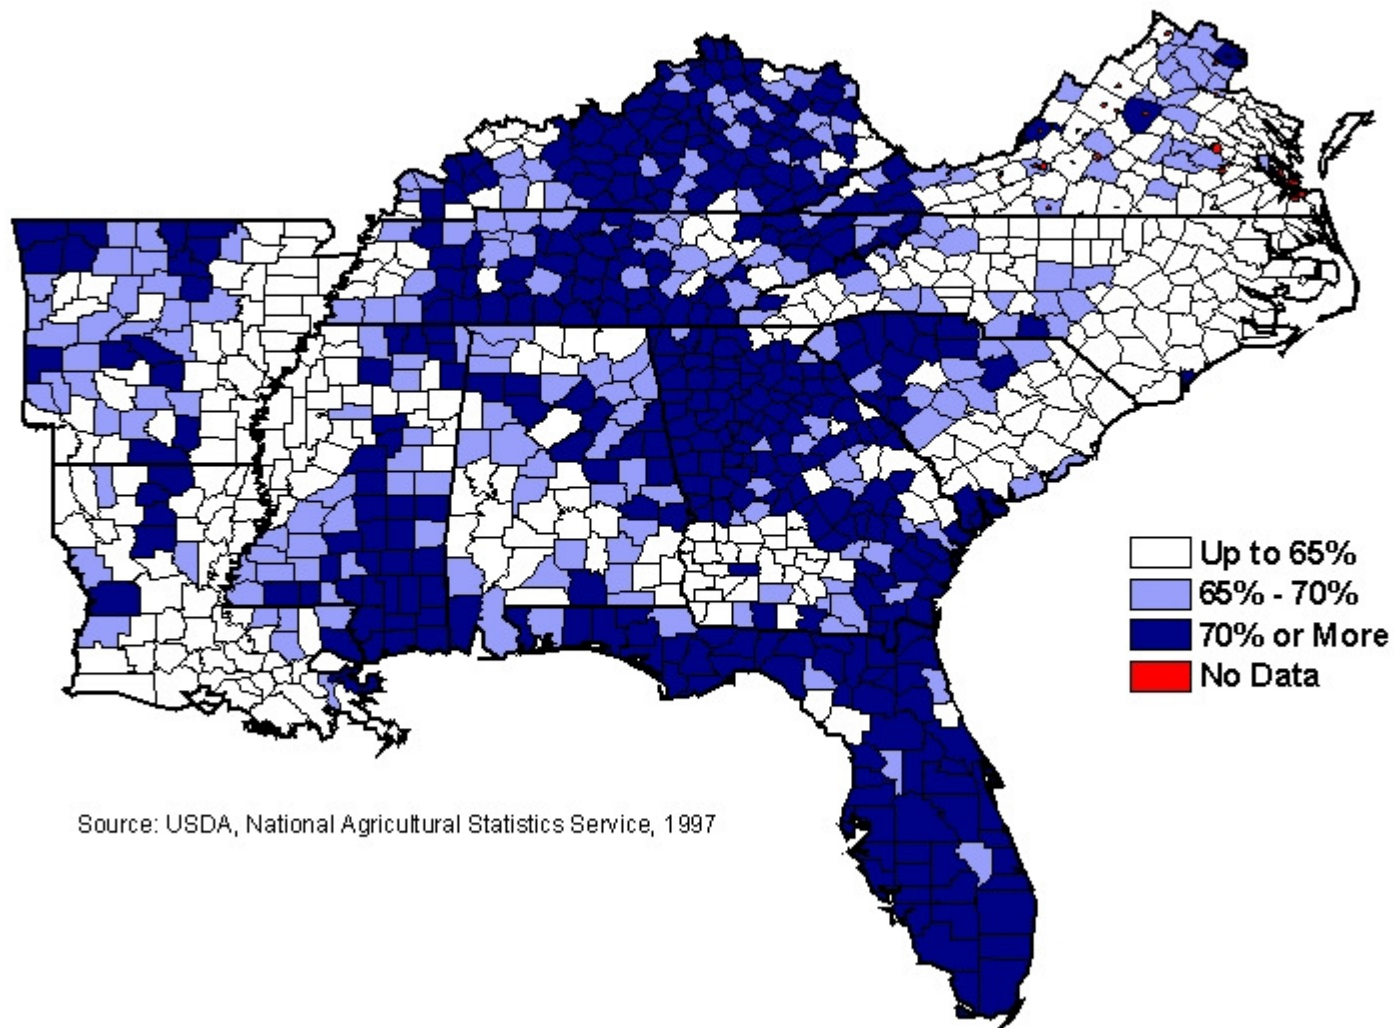 Up to 65%
65% - 70%
70% or More
No Data
Source: USDA, National Agricultural Statistics Service, 1997